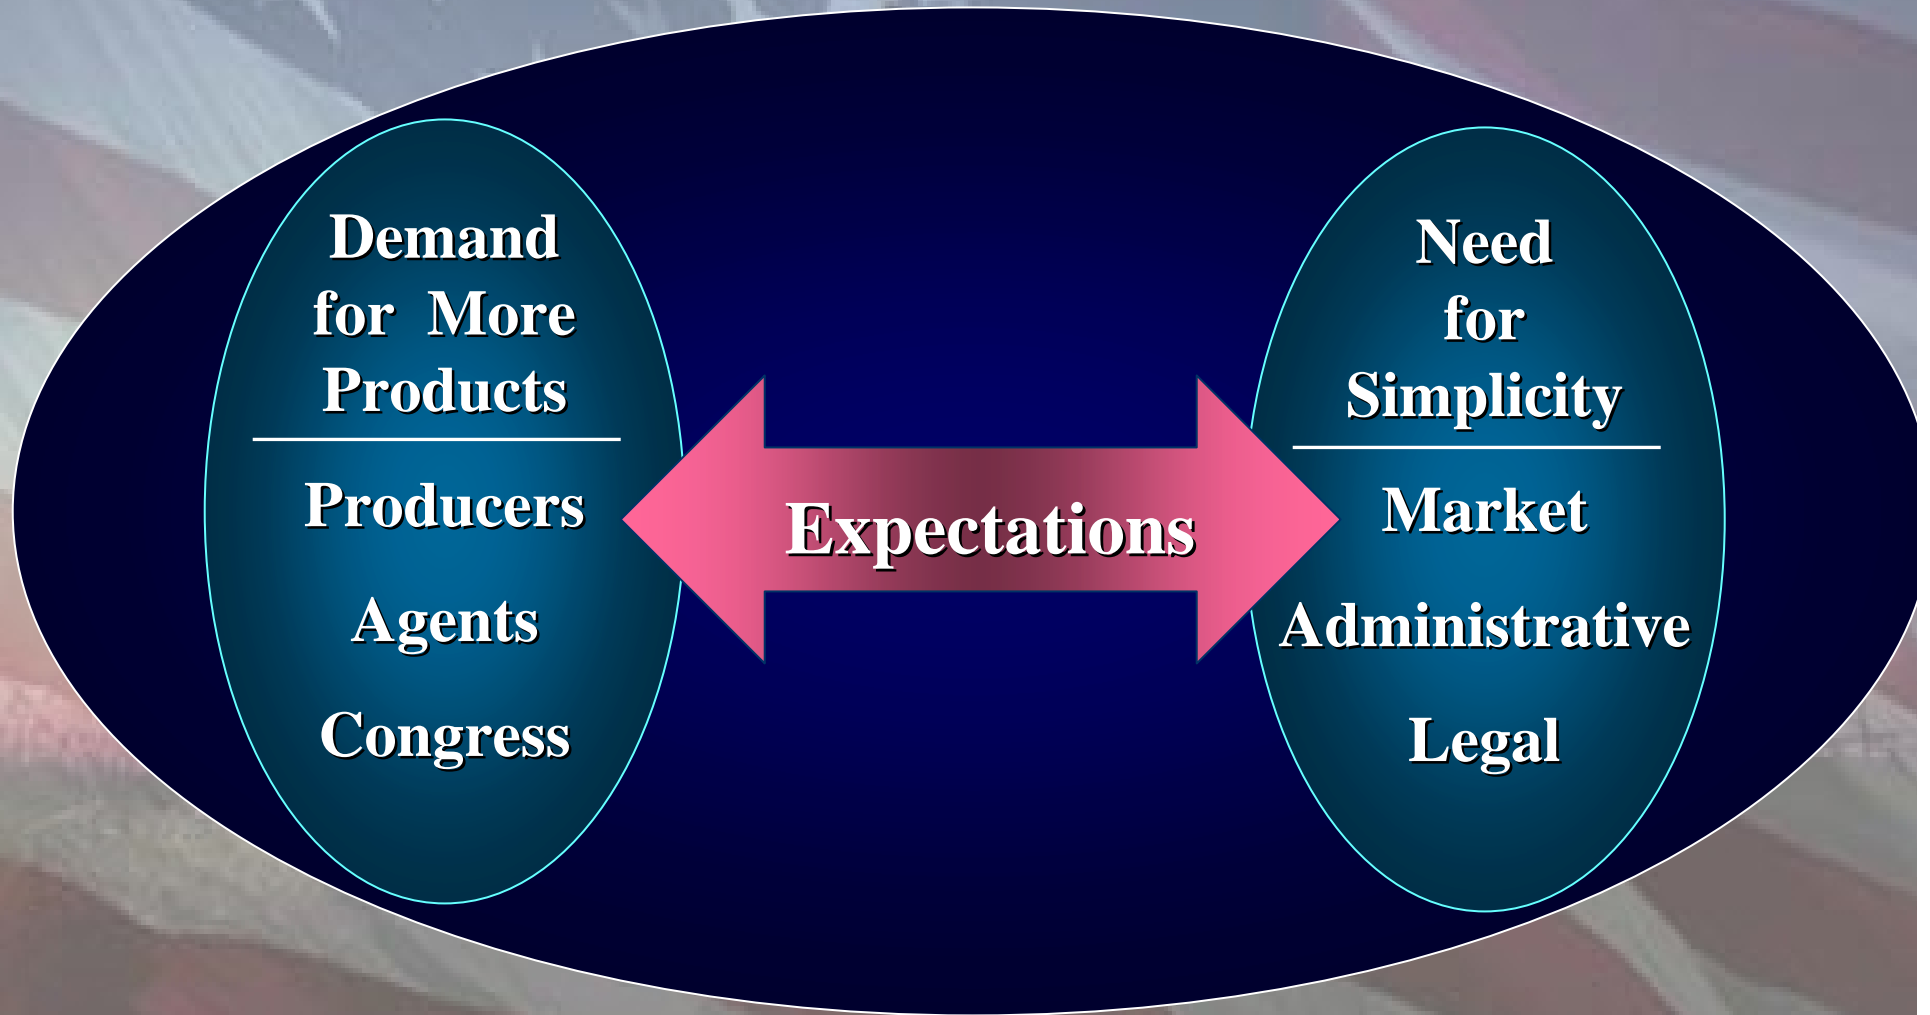 Demand
for More
Products
Producers
Agents
Congress
Expectations
Need
for
Simplicity
Market
Administrative
Legal